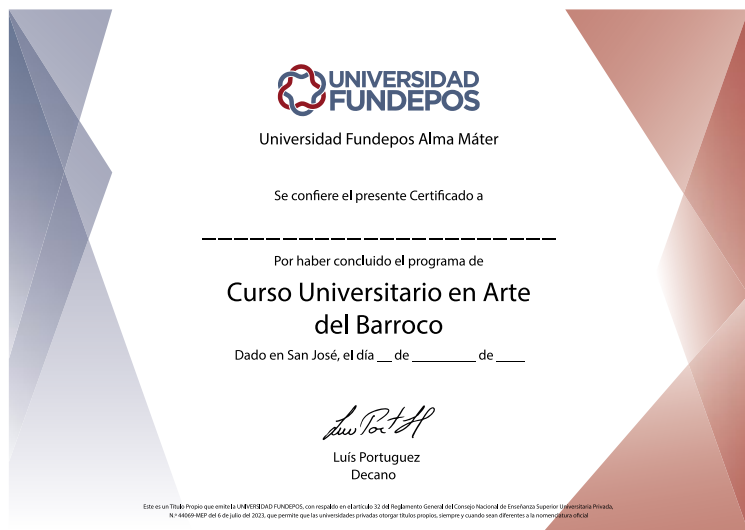 UNIVERSIDAD
FUNDEPOS
Universidad Fundepos Alma Máter
Se confiere el presente Certificado a
Por haber concluido el programa de
Curso Universitario en Arte
del Barroco
Dado en San José, el día __ de ________ de ____
Luís Portuguez
Decano
Este es un Título Propio que emite la UNIVERSIDAD FUNDEPOS, con respaldo en el artículo 32 del Reglamento General del Consejo Nacional de Enseñanza Superior Universitaria Privada,
N.º 44069-MEP del 6 de julio del 2023, que permite que las universidades privadas otorgar títulos propios, siempre y cuando sean diferentes a la nomenclatura oficial